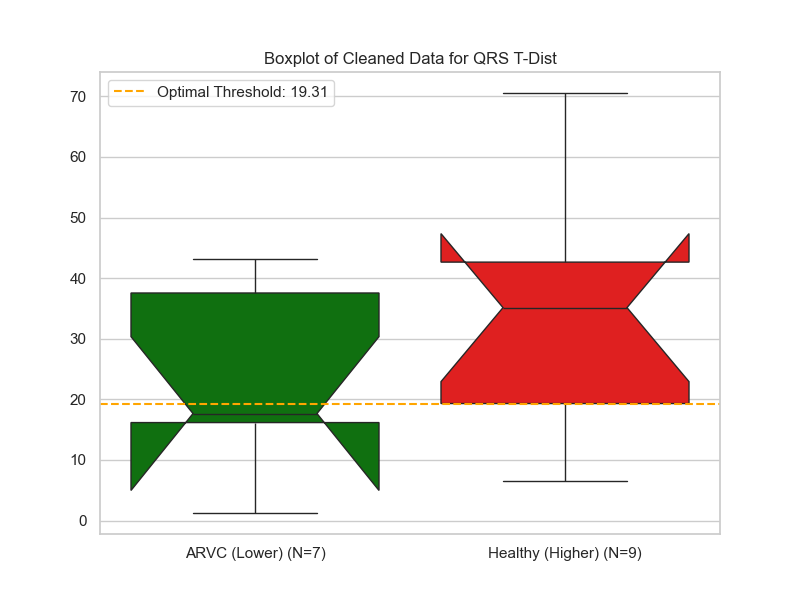 Boxplot of Cleaned Data for QRS T-Dist
Optimal Threshold: 19.31
70
60
50
40
30
20
10
0
ARVC (Lower) (N=7)
Healthy (Higher) (N=9)